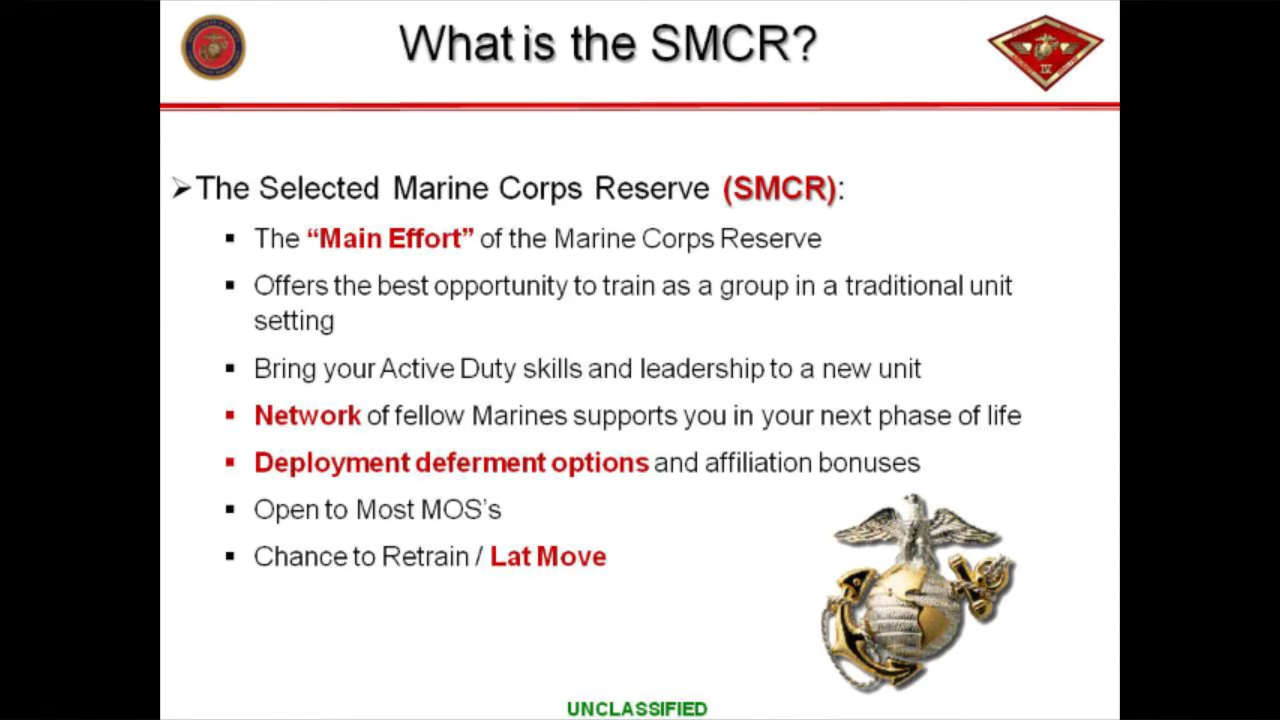 What is the SMCR?
IV
➢The Selected Marine Corps Reserve (SMCR):
▪ The “Main Effort” of the Marine Corps Reserve
▪ Offers the best opportunity to train as a group in a traditional unit
setting
▪ Bring your Active Duty skills and leadership to a new unit
▪ Network of fellow Marines supports you in your next phase of life
▪ Deployment deferment options and affiliation bonuses
▪ Open to Most MOS’s
▪ Chance to Retrain / Lat Move
UNCLASSIFIED